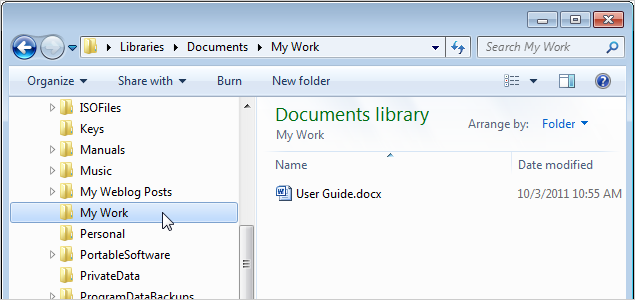 Libraries Documents My Work Search My Work
Organize Share with Burn New folder
ISOFiles
Keys
Manuals
Music
My Weblog Posts
My Work
Personal
PortableSoftware
PrivateData
ProgramDataBackups
Documents library
My Work
Arrange by: Folder
Name Date modified
User Guide.docx 10/3/2011 10:55 AM